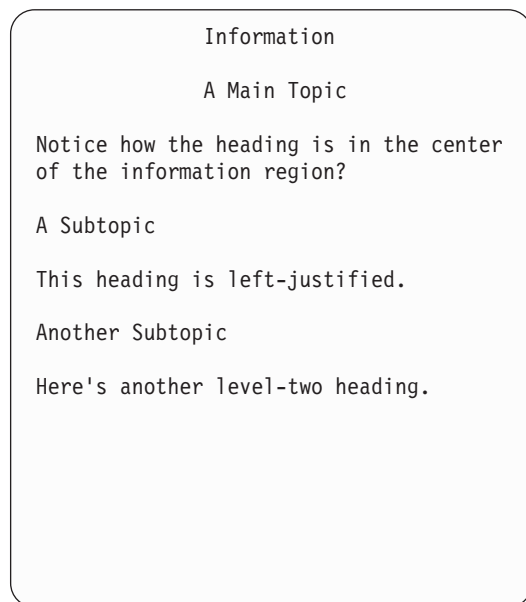 Information
A Main Topic
Notice how the heading is in the center
of the information region?
A Subtopic
This heading is left-justified.
Another Subtopic
Here's another level-two heading.